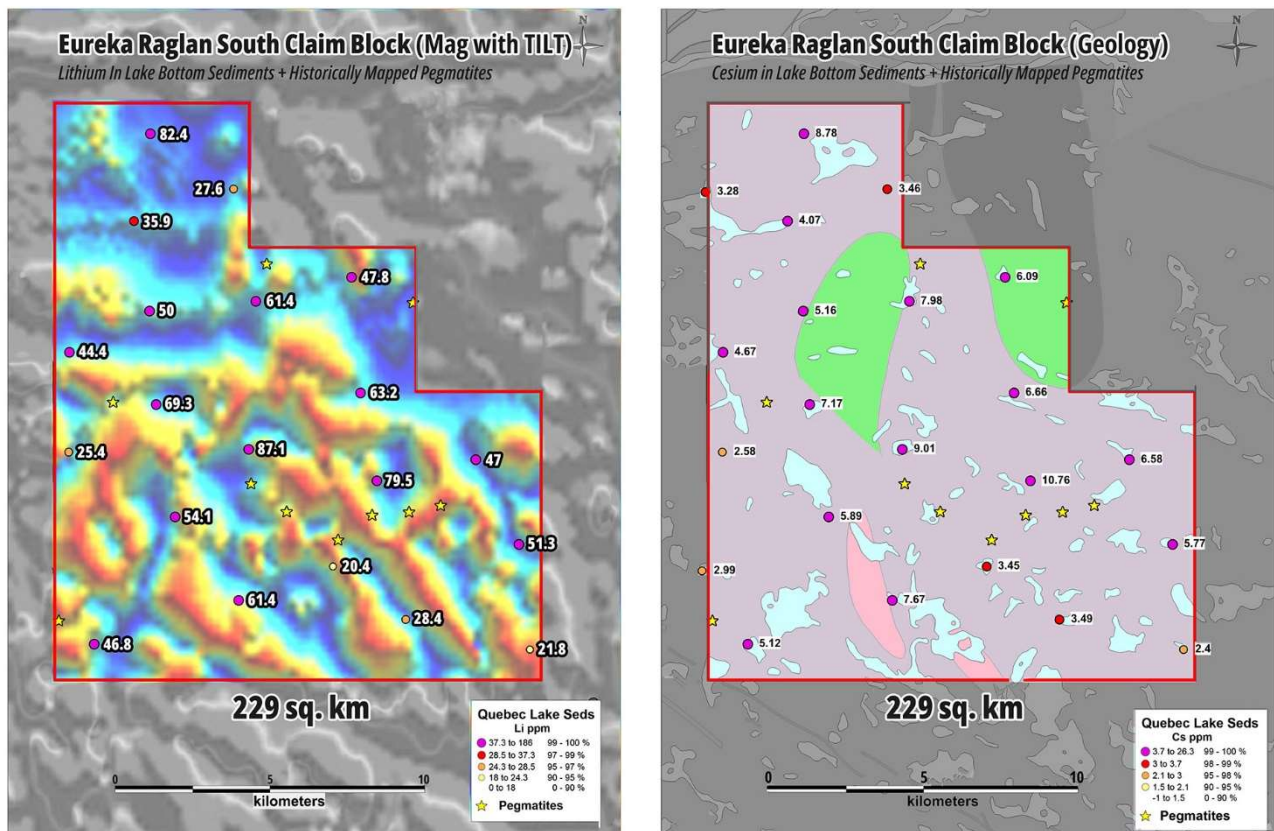 Eureka Raglan South Claim Block (Mag with TILT)
Lithium In Lake Bottom Sediments + Historically Mapped Pegmatites
N
82.4
27.6
35.9
47.8
61.4
50
44.4
63.2
69.3
87.1
25.4
47
79.5
54.1
51.3
20.4
61.4
28.4
46.8
21.8
229 sq. km
0 5 10
kilometers
Quebec Lake Seds
Li ppm
37.3 to 186 99 - 100 %
28.5 to 37.3 97 - 99 %
24.3 to 28.5 95 - 97 %
18 to 24.3 90 - 95 %
0 to 18 0 - 90 %
Pegmatites
Eureka Raglan South Claim Block (Geology)
Cesium in Lake Bottom Sediments + Historically Mapped Pegmatites
N
8.78
3.28
3.46
4.07
6.09
7.98
5.16
4.67
6.66
7.17
9.01
2.58
6.58
10.76
5.89
5.77
2.99
3.45
7.67
3.49
5.12
2.4
229 sq. km
0 5 10
kilometers
Quebec Lake Seds
Cs ppm
3.7 to 26.3 99 - 100 %
3 to 3.7 98 - 99 %
2.1 to 3 95 - 98 %
1.5 to 2.1 90 - 95 %
-1 to 1.5 0 - 90 %
Pegmatites